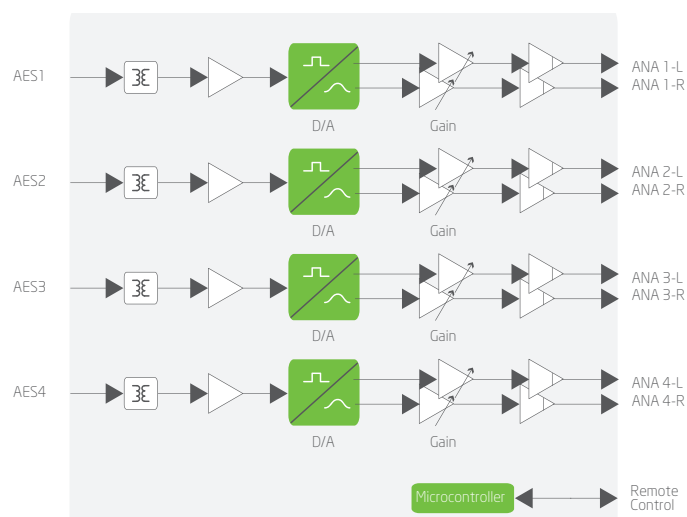 AES1
ANA 1-L
ANA 1-R
D/A
Gain
AES2
ANA 2-L
ANA 2-R
D/A
Gain
AES3
ANA 3-L
ANA 3-R
D/A
Gain
AES4
ANA 4-L
ANA 4-R
D/A
Gain
Microcontroller
Remote
Control